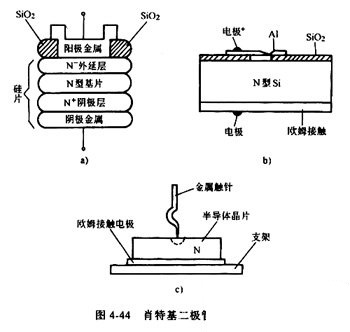 SiO₂
SiO₂
阳极金属
N⁻外延层
N型基片
N⁺阴极层
阴极金属
硅片
a)
电极⁺
Al
SiO₂
N型Si
电极
欧姆接触
b)
金属触针
半导体晶片
欧姆接触电极
支架
N
c)
图 4-44 肖特基二极¶